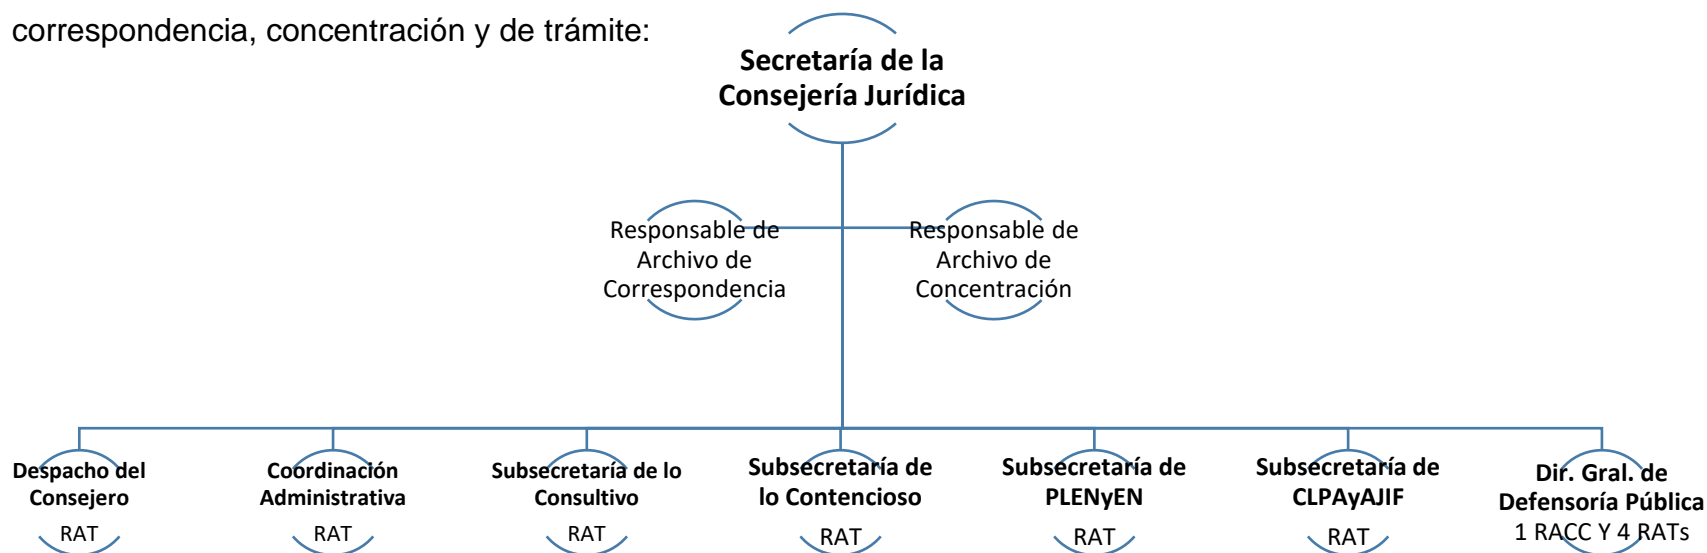 correspondencia, concentración y de trámite:
Secretaría de la
Consejería Jurídica
Responsable de
Archivo de
Correspondencia
Responsable de
Archivo de
Concentración
Despacho del
Consejero
RAT
Coordinación
Administrativa
RAT
Subsecretaría de lo
Consultivo
RAT
Subsecretaría de
lo Contencioso
RAT
Subsecretaría de
PLENyEN
RAT
Subsecretaría de
CLPAyAJIF
RAT
Dir. Gral. de
Defensoría Pública
1 RACC Y 4 RATs